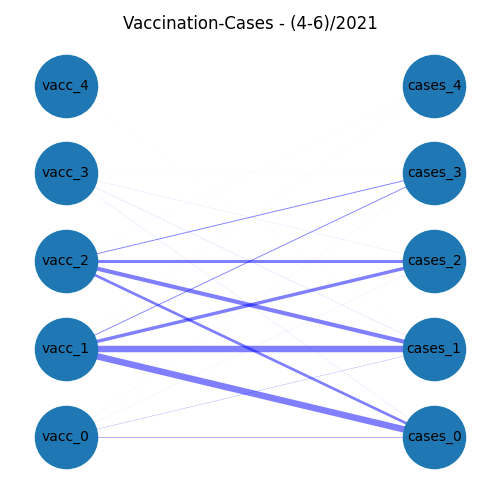 Vaccination-Cases - (4-6)/2021
vacc_4 cases_4
vacc_3 cases_3
vacc_2 cases_2
vacc_1 cases_1
vacc_0 cases_0